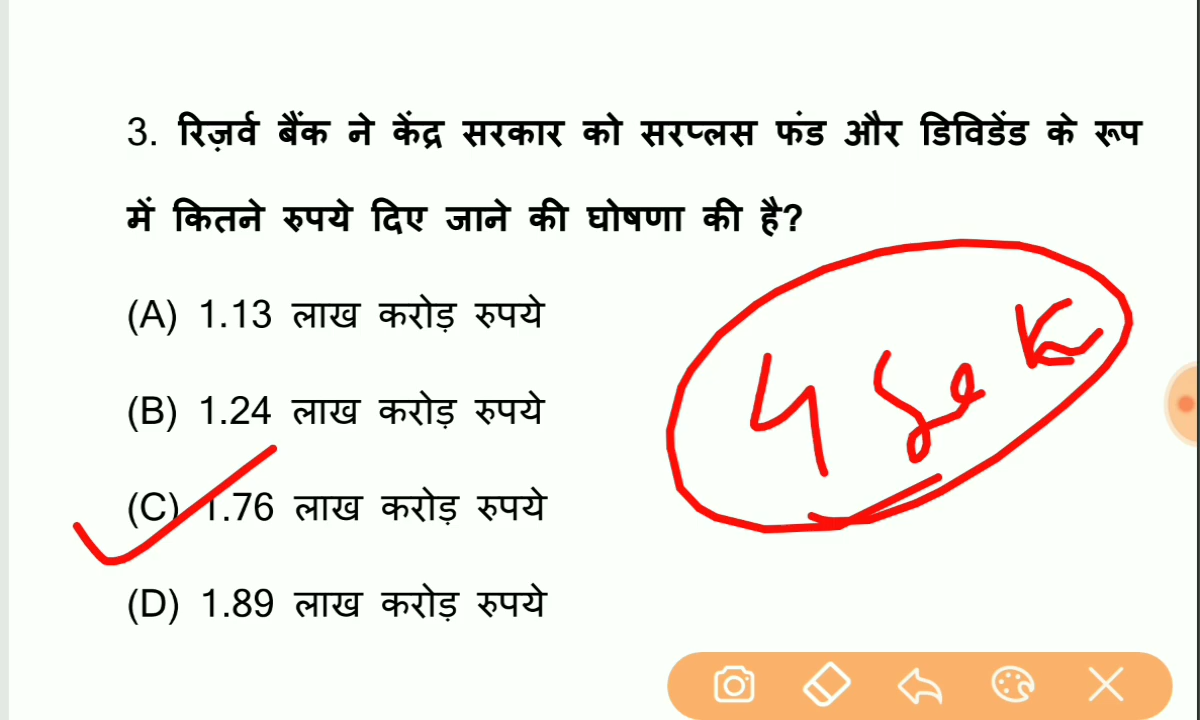 3. रिज़र्व बैंक ने केंद्र सरकार को सरप्लस फंड और डिविडेंड के रूप
में कितने रुपये दिए जाने की घोषणा की है?
(A) 1.13 लाख करोड़ रुपये
(B) 1.24 लाख करोड़ रुपये
(C) 1.76 लाख करोड़ रुपये
(D) 1.89 लाख करोड़ रुपये